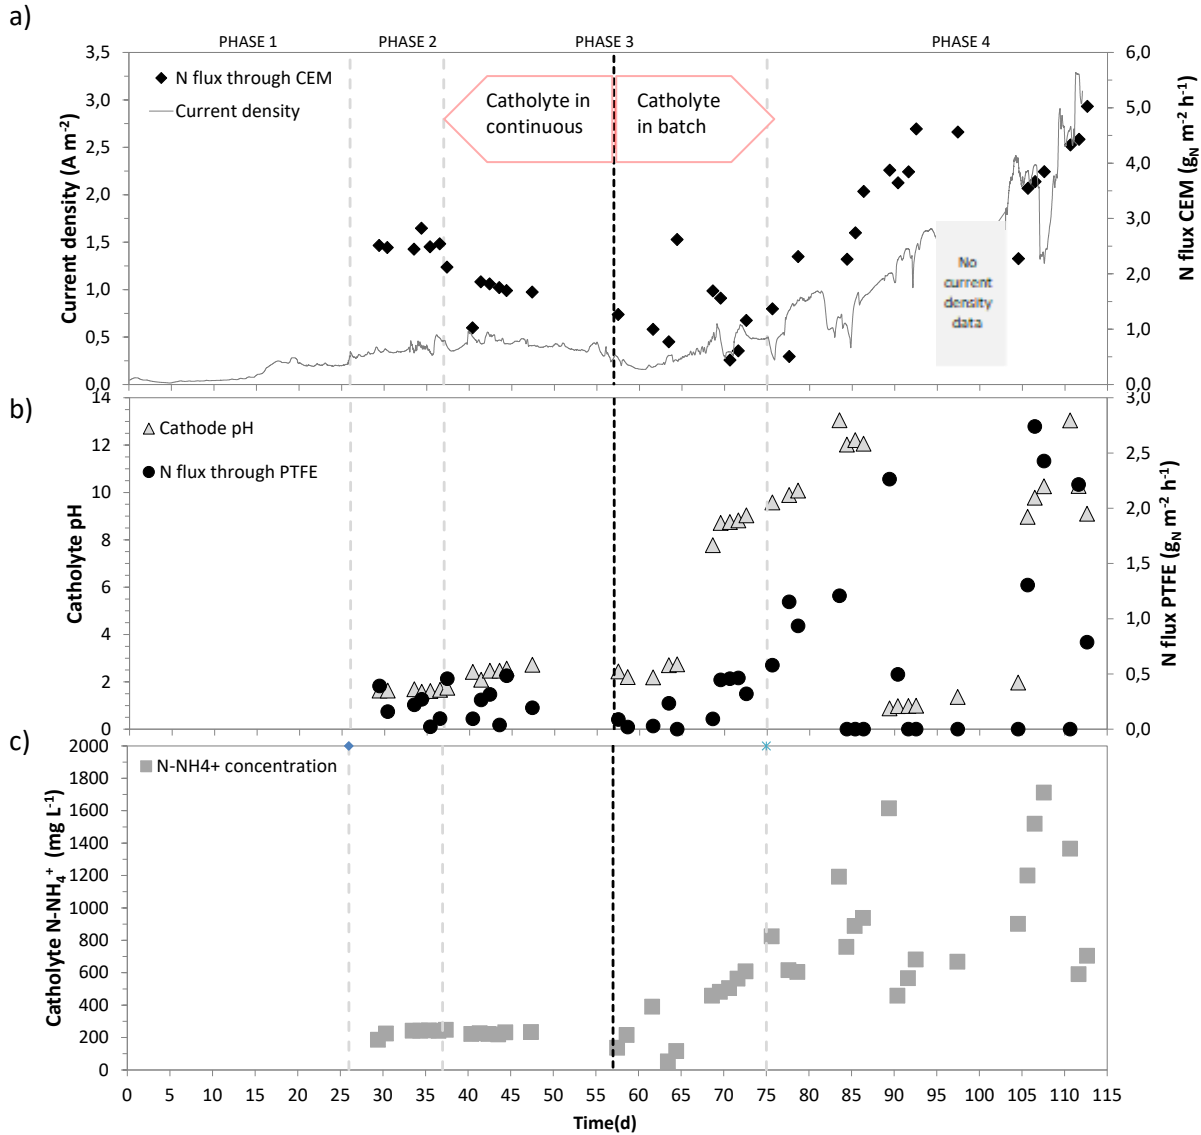 a)
PHASE 1 PHASE 2 PHASE 3 PHASE 4
3,5
3,0
2,5
2,0
1,5
1,0
0,5
0,0
Current density (A m-2)
N flux through CEM
Current density
Catholyte in
continuous
Catholyte
in batch
No
current
density
data
6,0
5,0
4,0
3,0
2,0
1,0
0,0
N flux CEM (gN m-2 h-1)
b)
14
12
10
8
6
4
2
0
Catholyte pH
Cathode pH
N flux through PTFE
3,0
2,5
2,0
1,5
1,0
0,5
0,0
N flux PTFE (gN m-2 h-1)
c)
2000
1800
1600
1400
1200
1000
800
600
400
200
0
Catholyte N-NH4+ (mg L-1)
N-NH4+ concentration
0 5 10 15 20 25 30 35 40 45 50 55 60 65 70 75 80 85 90 95 100 105 110 115
Time(d)